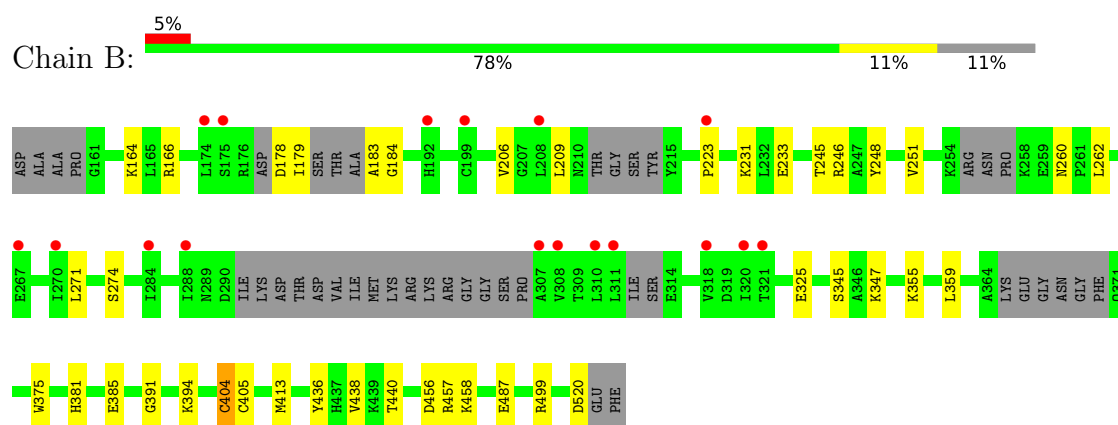 5%
Chain B:
78% 11% 11%
ASP ALA ALA PRO G161 K164 L165 R166 L174 S175 R176 ASP D178 I179 SER THR ALA A183 G184 H192 C199 V206 G207 L208 L209 N210 THR GLY SER TYR Y215 P223 K231 L232 E233 T245 R246 A247 Y248 V251 K254 ARG ASN PRO K258 E259 N260 P261 L262
E267 I270 L271 S274 I284 I288 N289 D290 ILE LYS ASP THR ASP VAL ILE MET LYS ARG LYS ARG GLY GLY SER PRO A307 V308 T309 L310 L311 ILE SER E314 V318 D319 I320 T321 E325 S345 A346 K347 K355 L359 A364 LYS GLU GLY ASN GLY PHE
W375 H381 E385 G391 K394 C404 C405 M413 Y436 H437 V438 K439 T440 D456 R457 K458 E487 R499 D520 GLU PHE